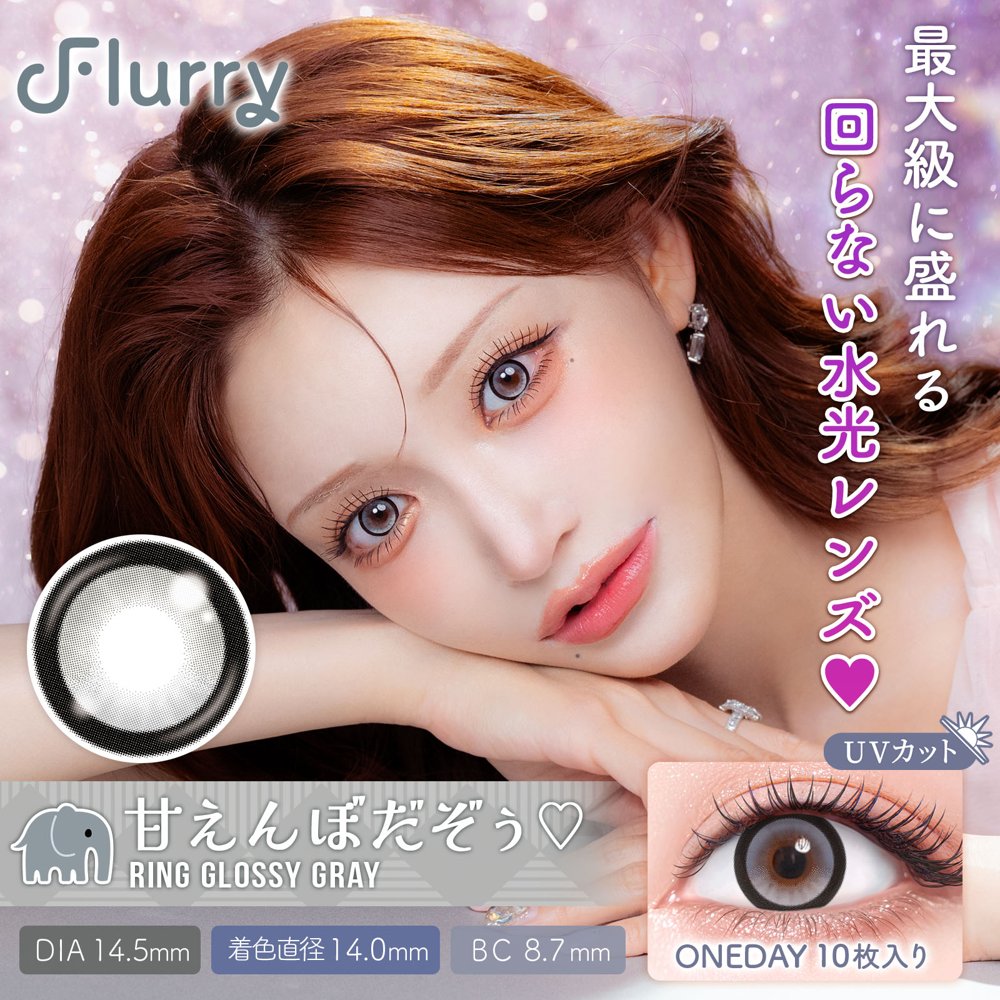 Flurry
最大級に盛れる
回らない水光レンズ♥
UVカット
甘えんぼだぞぅ♡
RING GLOSSY GRAY
DIA 14.5mm
着色直径 14.0mm
BC 8.7mm
ONEDAY 10枚入り